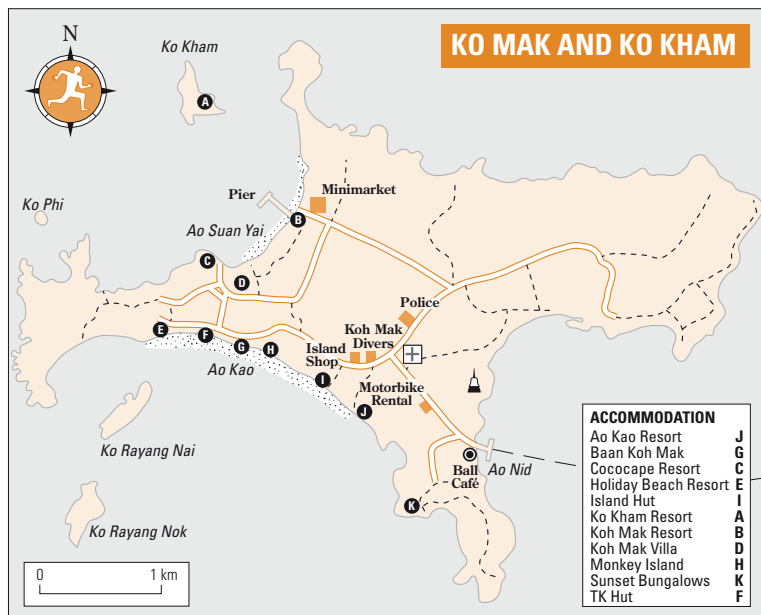 KO MAK AND KO KHAM
N
Ko Kham
A
Ko Phi
Pier
Minimarket
B
Ao Suan Yai
C
D
Police
Koh Mak
Divers
Island
Shop
E
F
G
H
Ao Kao
I
J
Motorbike
Rental
Ko Rayang Nai
Ball
Café
Ao Nid
K
Ko Rayang Nok
0 1 km
ACCOMMODATION
Ao Kao Resort J
Baan Koh Mak G
Cococape Resort C
Holiday Beach Resort E
Island Hut I
Ko Kham Resort A
Koh Mak Resort B
Koh Mak Villa D
Monkey Island H
Sunset Bungalows K
TK Hut F